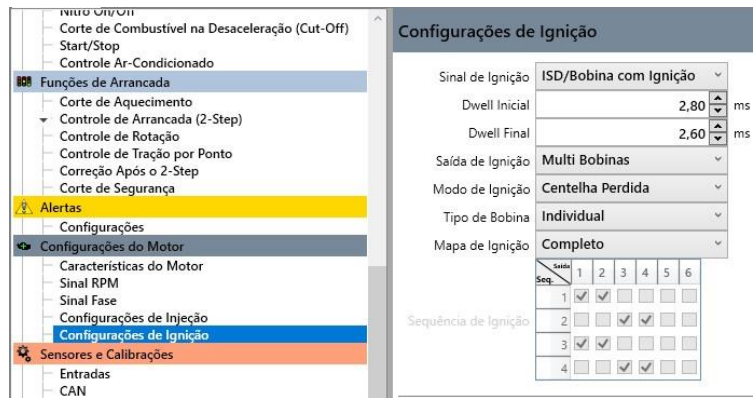 Nitro On/Off
Corte de Combustível na Desaceleração (Cut-Off)
Start/Stop
Controle Ar-Condicionado
Funções de Arrancada
Corte de Aquecimento
Controle de Arrancada (2-Step)
Controle de Rotação
Controle de Tração por Ponto
Correção Após o 2-Step
Corte de Segurança
Alertas
Configurações
Configurações do Motor
Características do Motor
Sinal RPM
Sinal Fase
Configurações de Injeção
Configurações de Ignição
Sensores e Calibrações
Entradas
CAN
Configurações de Ignição
Sinal de Ignição ISD/Bobina com Ignição
Dwell Inicial 2,80 ms
Dwell Final 2,60 ms
Saída de Ignição Multi Bobinas
Modo de Ignição Centelha Perdida
Tipo de Bobina Individual
Mapa de Ignição Completo
Seq. Saída 1 2 3 4 5 6
1
Sequência de Ignição 2
3
4